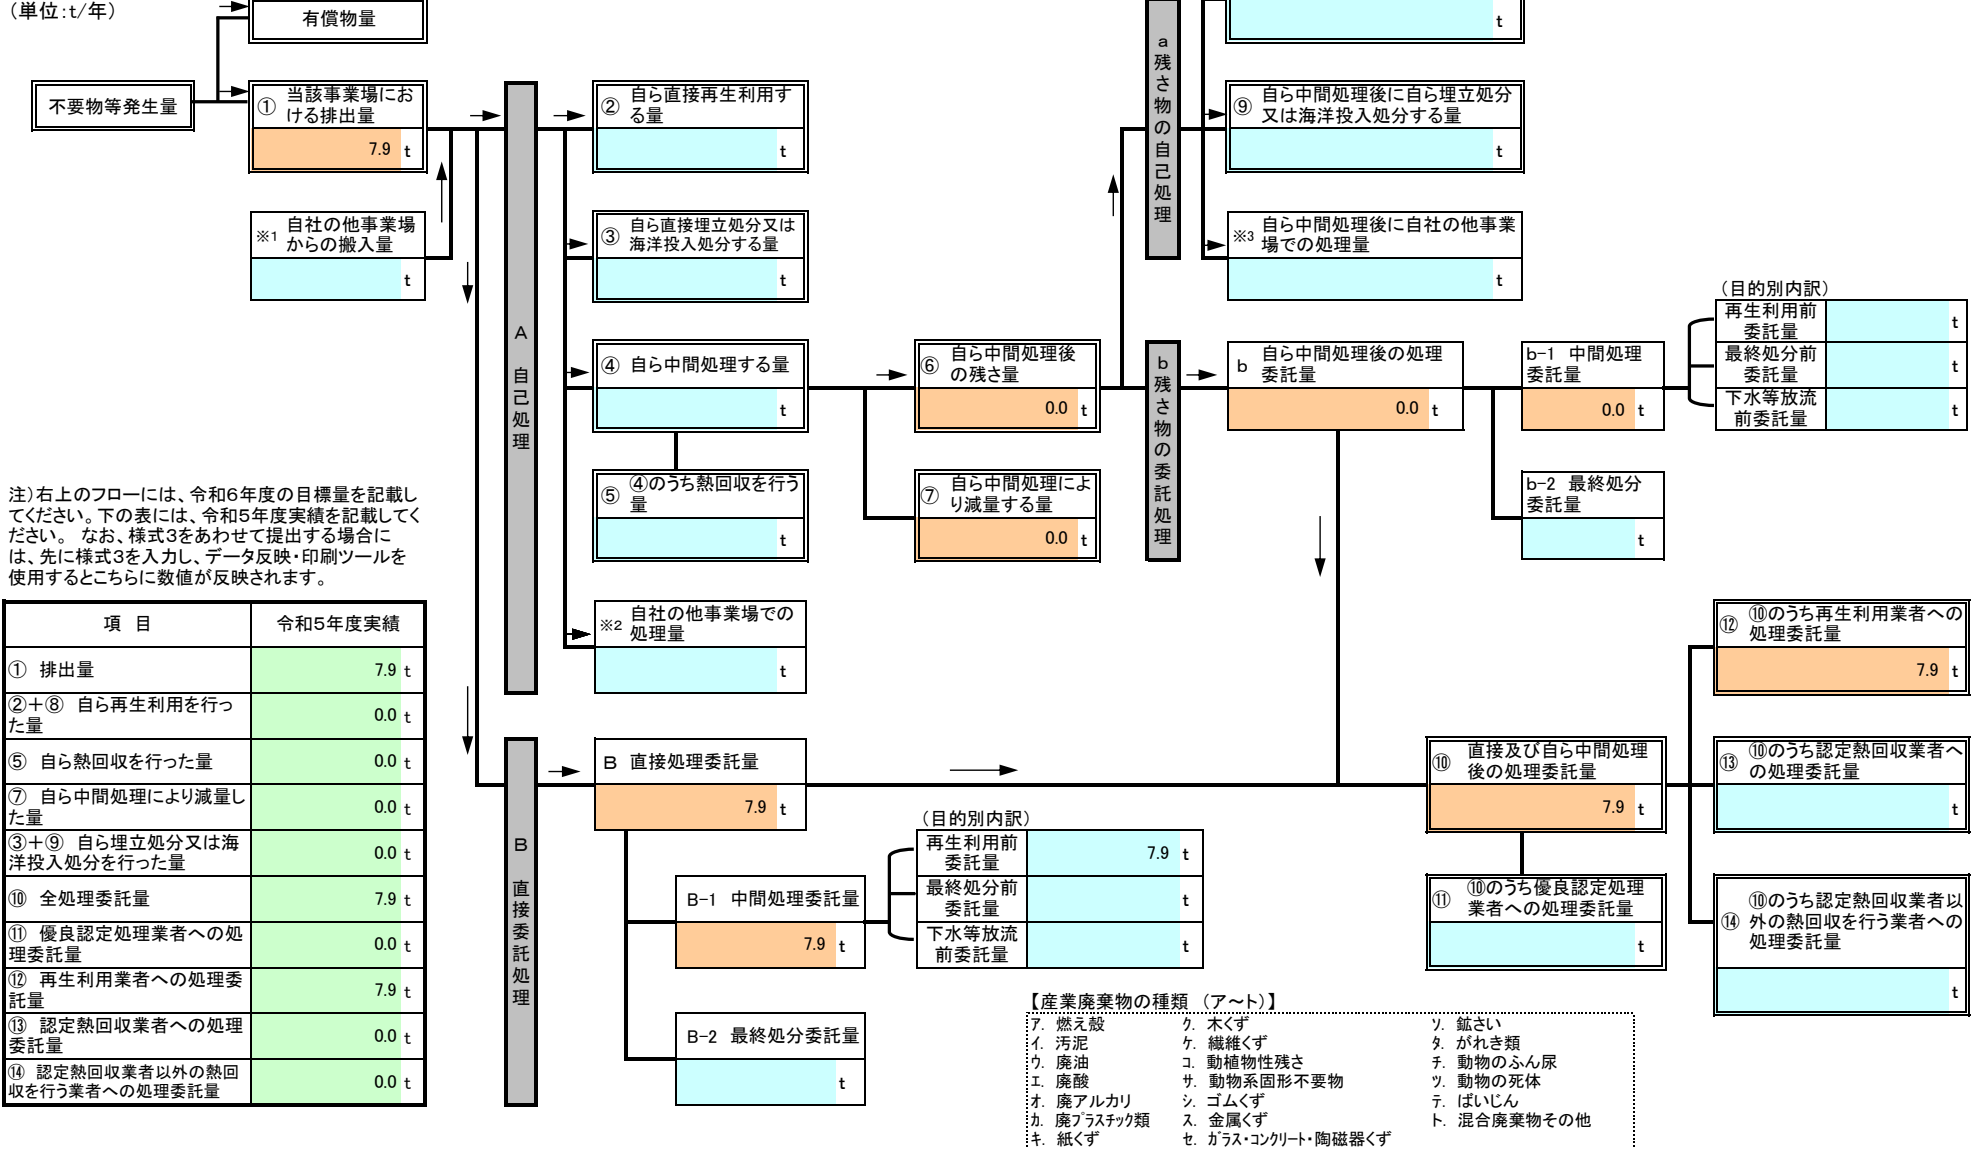 （単位：t/年）
有償物量
t
不要物等発生量
① 当該事業場にお
ける排出量
7.9 t
※1 自社の他事業場
からの搬入量
t
A 自己処理
② 自ら直接再生利用す
る量
t
③ 自ら直接埋立処分又は
海洋投入処分する量
t
④ 自ら中間処理する量
t
⑤ ④のうち熱回収を行う
量
t
※2 自社の他事業場での
処理量
t
⑥ 自ら中間処理後
の残さ量
0.0 t
⑦ 自ら中間処理によ
り減量する量
0.0 t
a 残さ物の自己処理
⑨ 自ら中間処理後に自ら埋立処分
又は海洋投入処分する量
t
※3 自ら中間処理後に自社の他事業
場での処理量
t
b 残さ物の委託処理
b 自ら中間処理後の処理
委託量
0.0 t
b-1 中間処理
委託量
0.0 t
（目的別内訳）
再生利用前
委託量
t
最終処分前
委託量
t
下水等放流
前委託量
t
b-2 最終処分
委託量
t
注）右上のフローには、令和6年度の目標量を記載し
てください。下の表には、令和5年度実績を記載してく
ださい。 なお、様式3をあわせて提出する場合に
は、先に様式3を入力し、データ反映・印刷ツールを
使用するとこちらに数値が反映されます。
項 目 令和5年度実績
① 排出量 7.9 t
②＋⑧ 自ら再生利用を行っ
た量 0.0 t
⑤ 自ら熱回収を行った量 0.0 t
⑦ 自ら中間処理により減量し
た量 0.0 t
③＋⑨ 自ら埋立処分又は海
洋投入処分を行った量 0.0 t
⑩ 全処理委託量 7.9 t
⑪ 優良認定処理業者への処
理委託量 0.0 t
⑫ 再生利用業者への処理委
託量 7.9 t
⑬ 認定熱回収業者への処理
委託量 0.0 t
⑭ 認定熱回収業者以外の熱回
収を行う業者への処理委託量 0.0 t
B 直接委託処理
B 直接処理委託量
7.9 t
B-1 中間処理委託量
7.9 t
B-2 最終処分委託量
t
（目的別内訳）
再生利用前
委託量
7.9 t
最終処分前
委託量
t
下水等放流
前委託量
t
⑩ 直接及び自ら中間処理
後の処理委託量
7.9 t
⑪ ⑩のうち優良認定処理
業者への処理委託量
t
⑫ ⑩のうち再生利用業者への
処理委託量
7.9 t
⑬ ⑩のうち認定熱回収業者へ
の処理委託量
t
⑭ ⑩のうち認定熱回収業者以
外の熱回収を行う業者への
処理委託量
t
【産業廃棄物の種類 （ア～ト）】
ア. 燃え殻 ク. 木くず ソ. 鉱さい
イ. 汚泥 ケ. 繊維くず タ. がれき類
ウ. 廃油 コ. 動植物性残さ チ. 動物のふん尿
エ. 廃酸 サ. 動物系固形不要物 ツ. 動物の死体
オ. 廃アルカリ シ. ゴムくず テ. ばいじん
カ. 廃プラスチック類 ス. 金属くず ト. 混合廃棄物その他
キ. 紙くず セ. ガラス・コンクリート・陶磁器くず